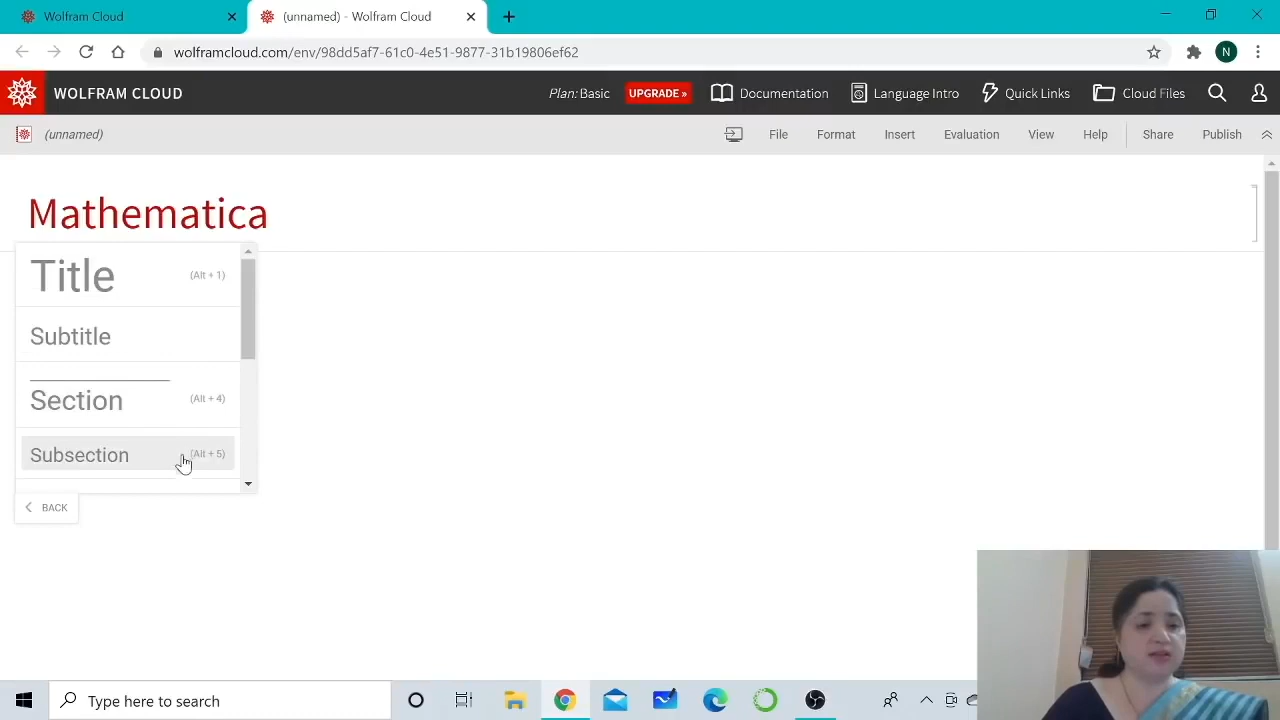 Wolfram Cloud
(unnamed) - Wolfram Cloud
wolframcloud.com/env/98dd5af7-61c0-4e51-9877-31b19806ef62
N
WOLFRAM CLOUD
Plan: Basic
UPGRADE »
Documentation
Language Intro
Quick Links
Cloud Files
(unnamed)
File
Format
Insert
Evaluation
View
Help
Share
Publish
Mathematica
Title (Alt + 1)
Subtitle
Section (Alt + 4)
Subsection (Alt + 5)
BACK
Type here to search